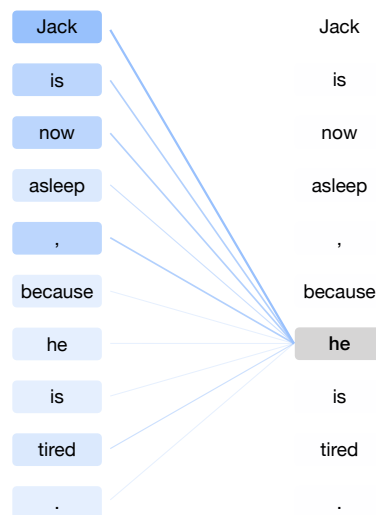 Jack Jack
is is
now now
asleep asleep
, ,
because because
he he
is is
tired tired
. .